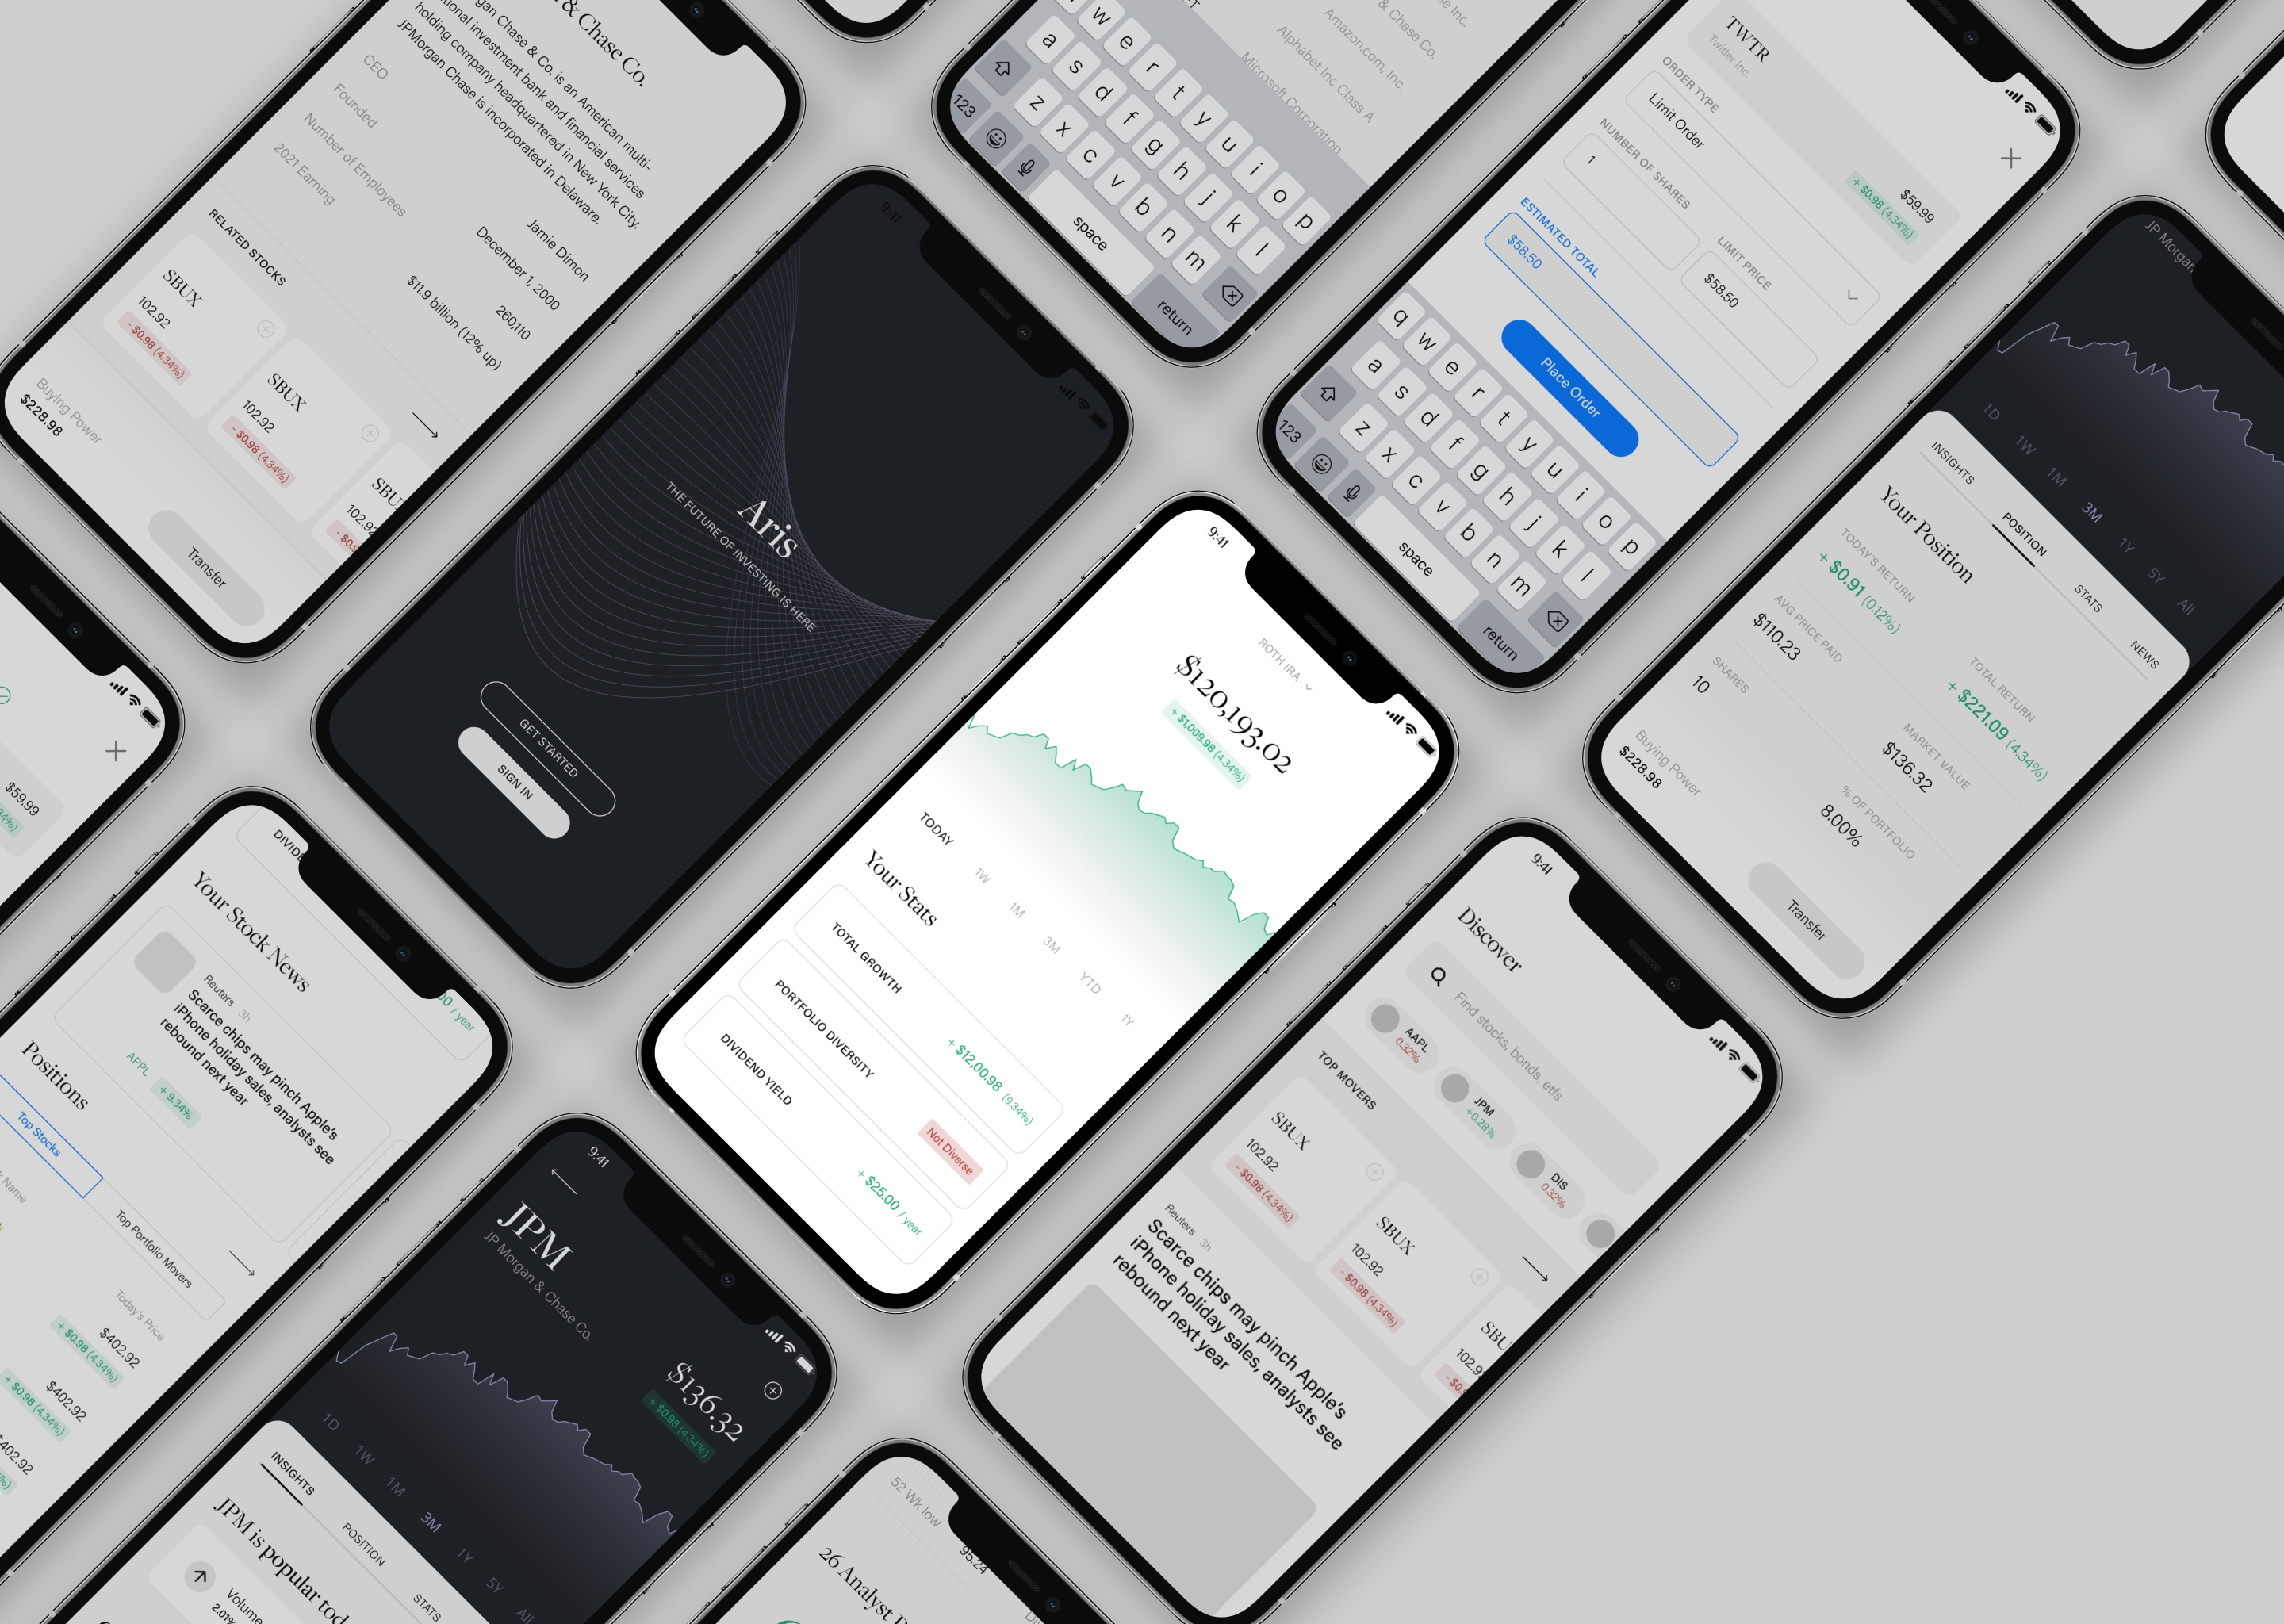 & Chase Co.
gan Chase & Co. is an American multi-
tional investment bank and financial services
holding company headquartered in New York City.
JPMorgan Chase is incorporated in Delaware.
CEO
Jamie Dimon
Founded
December 1, 2000
Number of Employees
260,110
2021 Earning
$11.9 billion (12% up)
RELATED STOCKS
SBUX
102.92
- $0.98 (4.34%)
SBUX
102.92
- $0.98 (4.34%)
SBU
102.92
- $0.9
Buying Power
$228.98
Transfer
9:41
Aris
THE FUTURE OF INVESTING IS HERE
GET STARTED
SIGN IN
le Inc.
& Chase Co.
Amazon.com, Inc.
Alphabet Inc Class A
Microsoft Corporation
w e r t y u i o p
a s d f g h j k l
z x c v b n m
123
space
return
TWTR
Twitter Inc.
$59.99
+ $0.98 (4.34%)
ORDER TYPE
Limit Order
NUMBER OF SHARES
1
LIMIT PRICE
$58.50
ESTIMATED TOTAL
$58.50
Place Order
q w e r t y u i o p
a s d f g h j k l
z x c v b n m
123
space
return
JP Morgan
1D
1W
1M
3M
1Y
5Y
All
INSIGHTS
POSITION
STATS
NEWS
Your Position
TODAY'S RETURN
+ $0.91 (0.12%)
TOTAL RETURN
+ $221.09 (4.34%)
AVG PRICE PAID
$110.23
MARKET VALUE
$136.32
SHARES
10
% OF PORTFOLIO
8.00%
Buying Power
$228.98
Transfer
9:41
ROTH IRA
$120,193.02
+ $1,009.98 (4.34%)
TODAY
1W
1M
3M
YTD
1Y
Your Stats
TOTAL GROWTH
+ $12,00.98 (9.34%)
PORTFOLIO DIVERSITY
Not Diverse
DIVIDEND YIELD
+ $25.00 / year
$59.99
34%)
DIVIDE
00 / year
Your Stock News
Reuters 3h
Scarce chips may pinch Apple's
iPhone holiday sales, analysts see
rebound next year
APPL
+ 9.34%
Positions
Top Stocks
Top Portfolio Movers
Name
Today's Price
$402.92
+ $0.98 (4.34%)
$402.92
+ $0.98 (4.34%)
$402.92
9:41
JPM
JP Morgan & Chase Co.
$136.32
+ $0.98 (4.34%)
1D
1W
1M
3M
1Y
5Y
All
INSIGHTS
POSITION
STATS
JPM is popular tod
Volume
2.01%
9:41
Discover
Find stocks, bonds, etfs
AAPL
0.32%
JPM
+0.28%
DIS
0.32%
TOP MOVERS
SBUX
102.92
- $0.98 (4.34%)
SBUX
102.92
- $0.98 (4.34%)
SBU
102.92
- $0.9
Reuters 3h
Scarce chips may pinch Apple's
iPhone holiday sales, analysts see
rebound next year
52 Wk low
95.24
26 Analyst